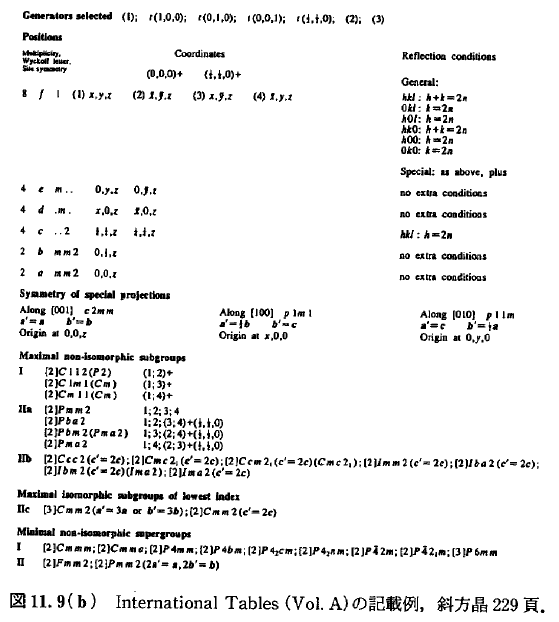 Generators selected (1); t(1,0,0); t(0,1,0); t(0,0,1); t(½,½,0); (2); (3)
Positions
Multiplicity, Wyckoff letter, Site symmetry
Coordinates
Reflection conditions
(0,0,0)+ (½,½,0)+
General:
8 f 1 (1) x,y,z (2) x̄,ȳ,z (3) x,ȳ,z (4) x̄,y,z
hkl: h+k=2n
0kl: k=2n
h0l: h=2n
hk0: h+k=2n
h00: h=2n
0k0: k=2n
Special: as above, plus
4 e m.. 0,y,z 0,ȳ,z no extra conditions
4 d .m. x,0,z x̄,0,z no extra conditions
4 c ..2 ¼,¼,z ¼,¾,z hkl: h=2n
2 b mm2 0,½,z no extra conditions
2 a mm2 0,0,z no extra conditions
Symmetry of special projections
Along [001] c2mm Along [100] p1m1 Along [010] p11m
a'=a b'=b a'=½b b'=c a'=c b'=½a
Origin at 0,0,z Origin at x,0,0 Origin at 0,y,0
Maximal non-isomorphic subgroups
I [2]C112(P2) (1;2)+
[2]C1m1(Cm) (1;3)+
[2]Cm11(Cm) (1;4)+
IIa [2]Pmm2 1;2;3;4
[2]Pba2 1;2;(3;4)+(½,½,0)
[2]Pbm2(Pma2) 1;3;(2;4)+(½,½,0)
[2]Pma2 1;4;(2;3)+(½,½,0)
IIb [2]Ccc2(c'=2c);[2]Cmc2₁(c'=2c);[2]Ccm2₁(c'=2c)(Cmc2₁);[2]Imm2(c'=2c);[2]Iba2(c'=2c);
[2]Ibm2(c'=2c)(Ima2);[2]Ima2(c'=2c)
Maximal isomorphic subgroups of lowest index
IIc [3]Cmm2(a'=3a or b'=3b);[2]Cmm2(c'=2c)
Minimal non-isomorphic supergroups
I [2]Cmmm;[2]Cmma;[2]P4mm;[2]P4bm;[2]P4₂cm;[2]P4₂nm;[2]P4̄2m;[2]P4̄2₁m;[3]P6mm
II [2]Fmm2;[2]Pmm2(2a'=a,2b'=b)
図11.9(b) International Tables (Vol. A)の記載例，斜方晶229頁．